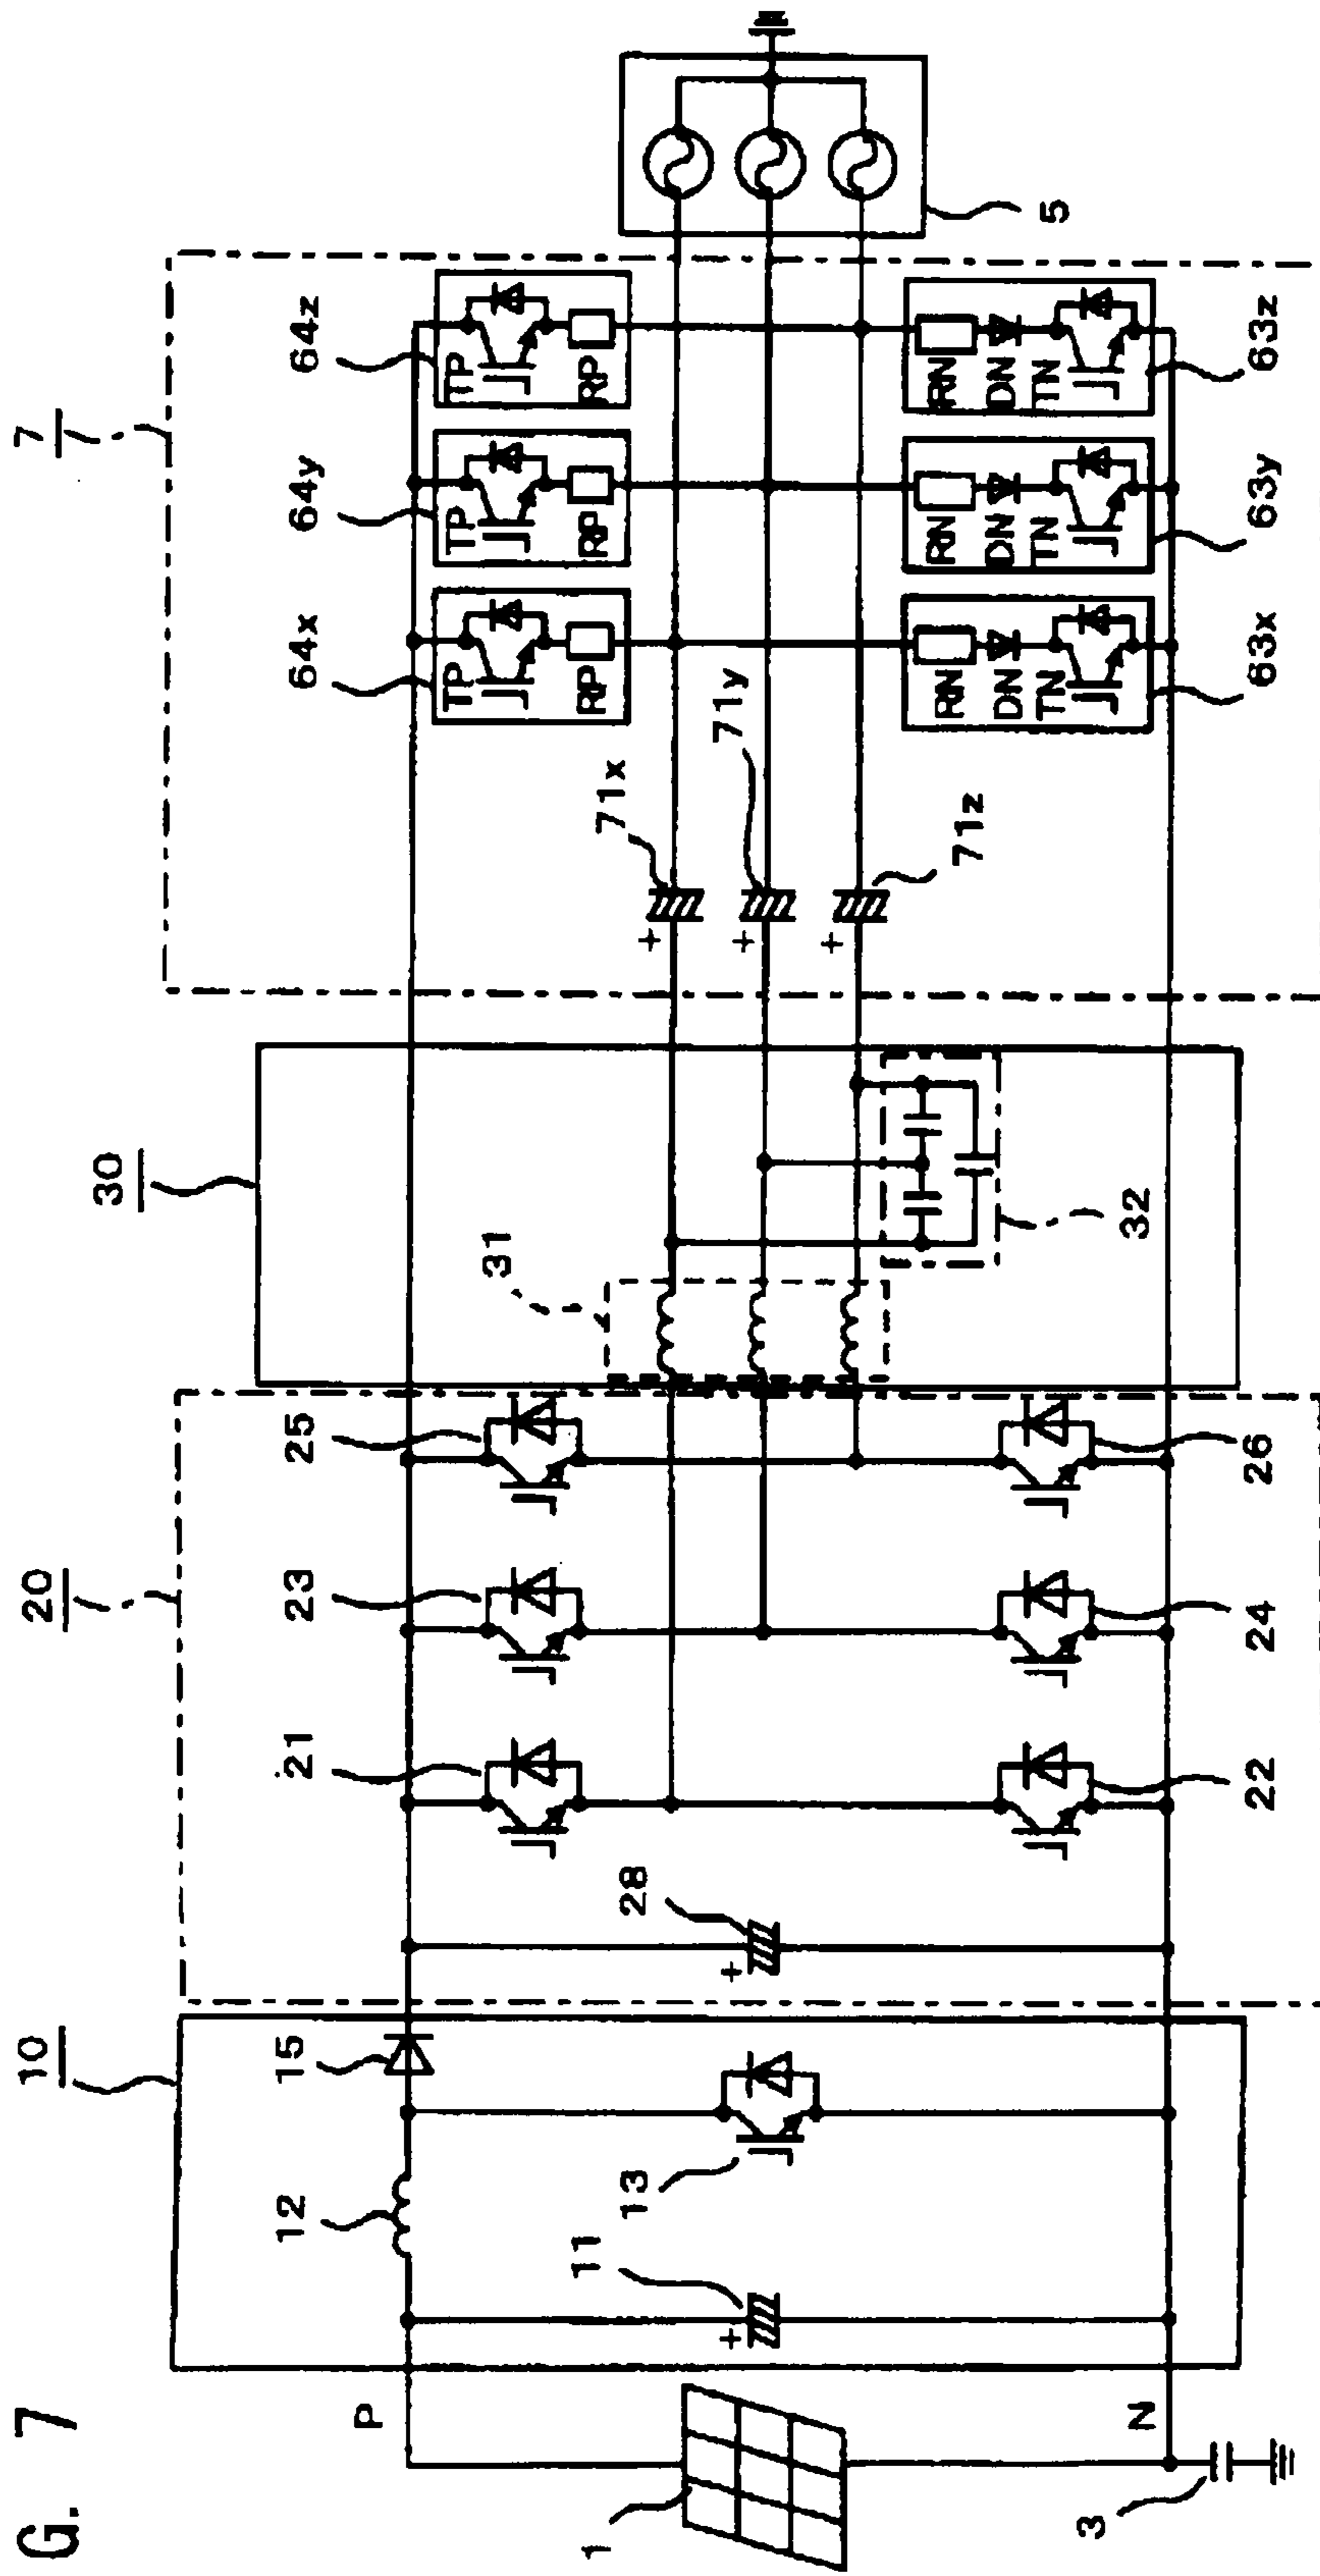 G. 7
10
20
30
7
P
12
15
21
23
25
31
64x
64y
64z
TP
TP
TP
RP
RP
RP
1
11
+
13
28
+
71x
71y
71z
+
+
+
5
32
RN
RN
RN
DN
DN
DN
TN
TN
TN
N
3
22
24
26
63x
63y
63z